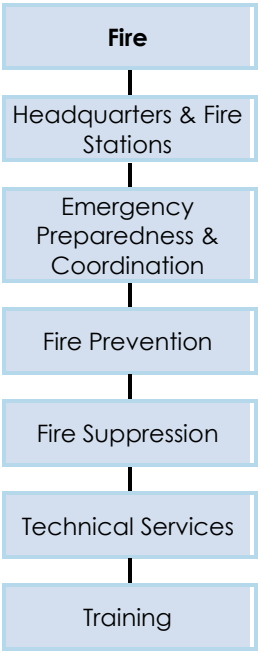 Fire
Headquarters & Fire
Stations
Emergency
Preparedness &
Coordination
Fire Prevention
Fire Suppression
Technical Services
Training